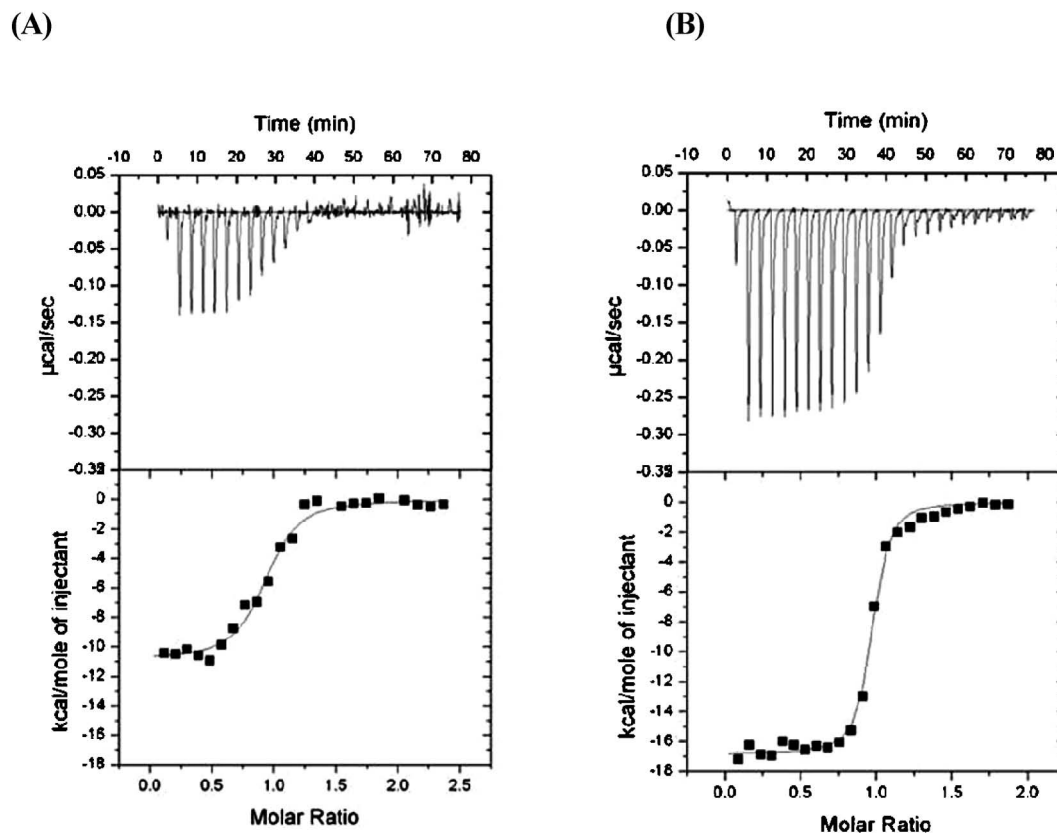 (A)
(B)
Time (min)
-10 0 10 20 30 40 50 60 70 80
0.05
0.00
-0.05
-0.10
-0.15
-0.20
-0.25
-0.30
µcal/sec
0
-2
-4
-6
-8
-10
-12
-14
-16
-18
kcal/mole of injectant
0.0 0.5 1.0 1.5 2.0 2.5
Molar Ratio
Time (min)
-10 0 10 20 30 40 50 60 70 80
0.05
0.00
-0.05
-0.10
-0.15
-0.20
-0.25
-0.30
µcal/sec
0
-2
-4
-6
-8
-10
-12
-14
-16
-18
kcal/mole of injectant
0.0 0.5 1.0 1.5 2.0
Molar Ratio